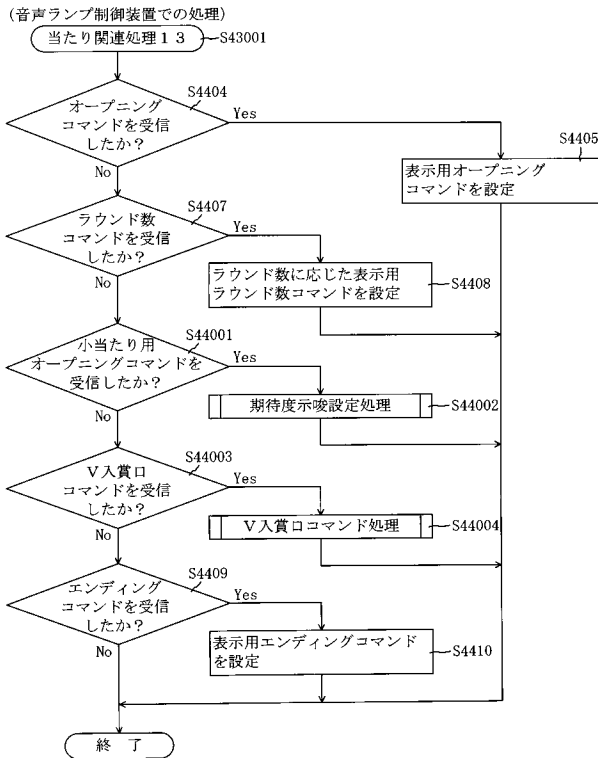 (音声ランプ制御装置での処理)
当たり関連処理13
S43001
オープニング
コマンドを受信
したか?
S4404
Yes
No
表示用オープニング
コマンドを設定
S4405
ラウンド数
コマンドを受信
したか?
S4407
Yes
No
ラウンド数に応じた表示用
ラウンド数コマンドを設定
S4408
小当たり用
オープニングコマンドを
受信したか?
S44001
Yes
No
期待度示唆設定処理
S44002
V入賞口
コマンドを受信
したか?
S44003
Yes
No
V入賞口コマンド処理
S44004
エンディング
コマンドを受信
したか?
S4409
Yes
No
表示用エンディングコマンド
を設定
S4410
終 了